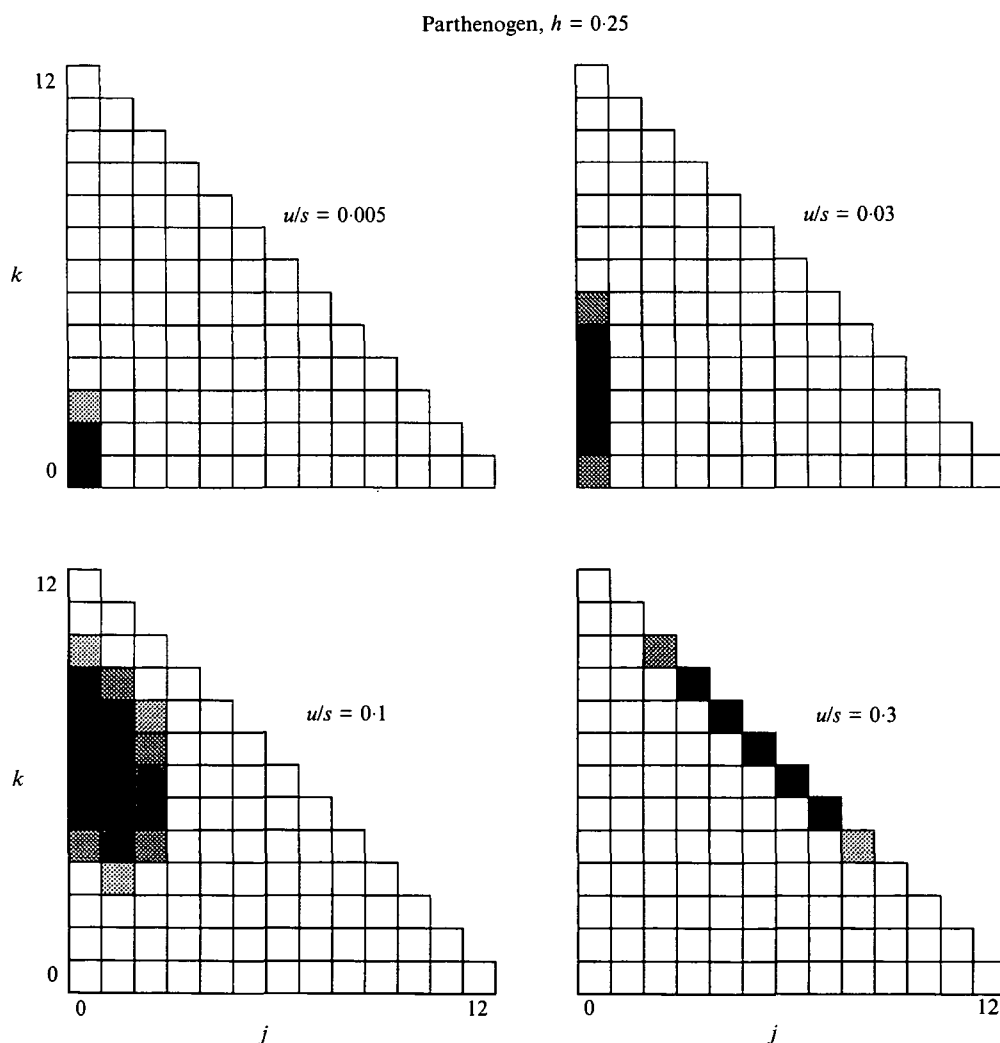 Parthenogen, h = 0·25
12
u/s = 0·005
u/s = 0·03
k
0
12
u/s = 0·1
u/s = 0·3
k
0
0
12
0
12
j
j